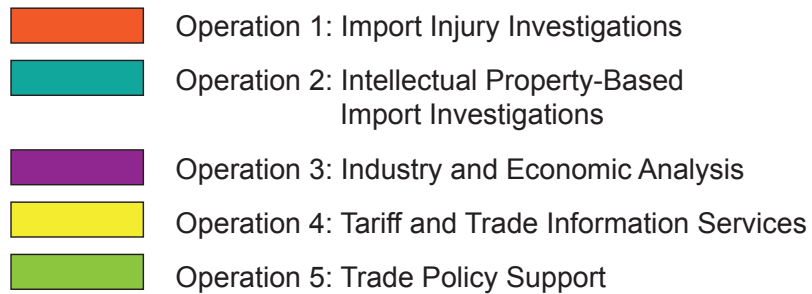 Operation 1: Import Injury Investigations
Operation 2: Intellectual Property-Based
Import Investigations
Operation 3: Industry and Economic Analysis
Operation 4: Tariff and Trade Information Services
Operation 5: Trade Policy Support